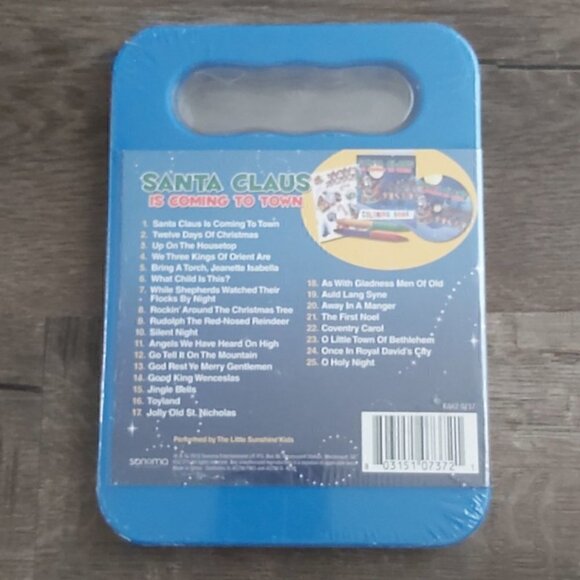 SANTA CLAUS
IS COMING TO TOWN
COLORING BOOK
1. Santa Claus Is Coming To Town
2. Twelve Days Of Christmas
3. Up On The Housetop
4. We Three Kings Of Orient Are
5. Bring A Torch, Jeanette Isabella
6. What Child Is This?
7. While Shepherds Watched Their
Flocks By Night
8. Rockin' Around The Christmas Tree
9. Rudolph The Red-Nosed Reindeer
10. Silent Night
11. Angels We Have Heard On High
12. Go Tell It On The Mountain
13. God Rest Ye Merry Gentlemen
14. Good King Wenceslas
15. Jingle Bells
16. Toyland
17. Jolly Old St. Nicholas
18. As With Gladness Men Of Old
19. Auld Lang Syne
20. Away In A Manger
21. The First Noel
22. Coventry Carol
23. O Little Town Of Bethlehem
24. Once In Royal David's City
25. O Holy Night
Performed by The Little Sunshine Kids
sonoma
8 03151 07372 1